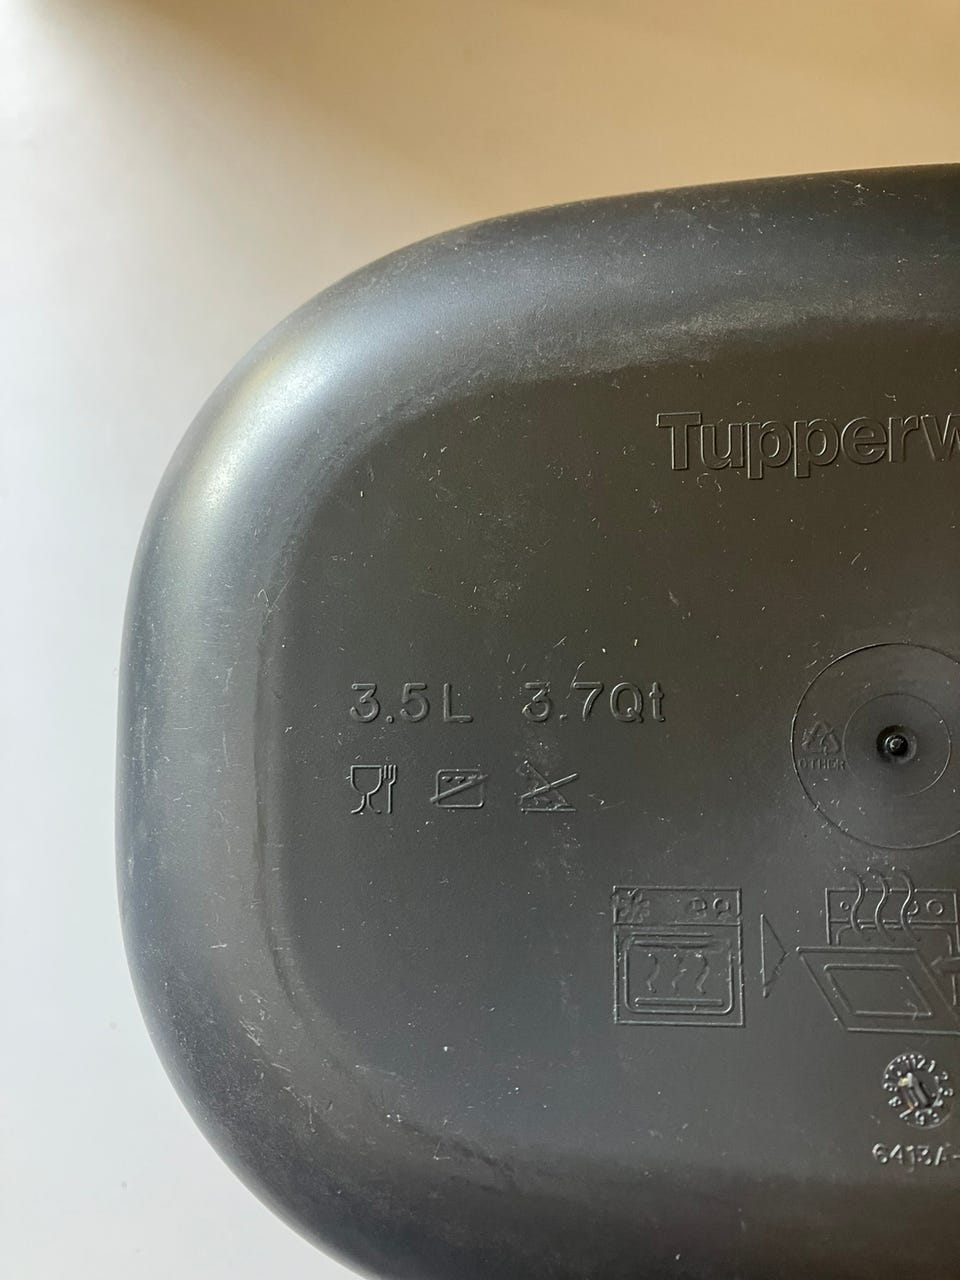 Tupperw
3.5L 3.7Qt
OTHER
6413A-